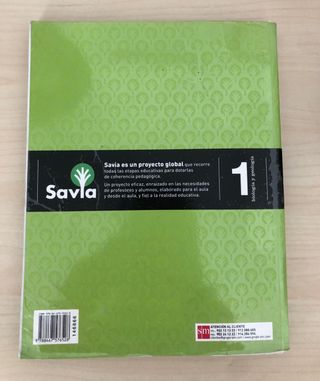 Savia
Savia es un proyecto global que recorre
todas las etapas educativas para dotarlas
de coherencia pedagógica.
Un proyecto eficaz, enraizado en las necesidades
de profesores y alumnos, elaborado para el aula
y desde el aula, y fiel a la realidad educativa.
1
biología y geología
146866
sm
ATENCIÓN AL CLIENTE